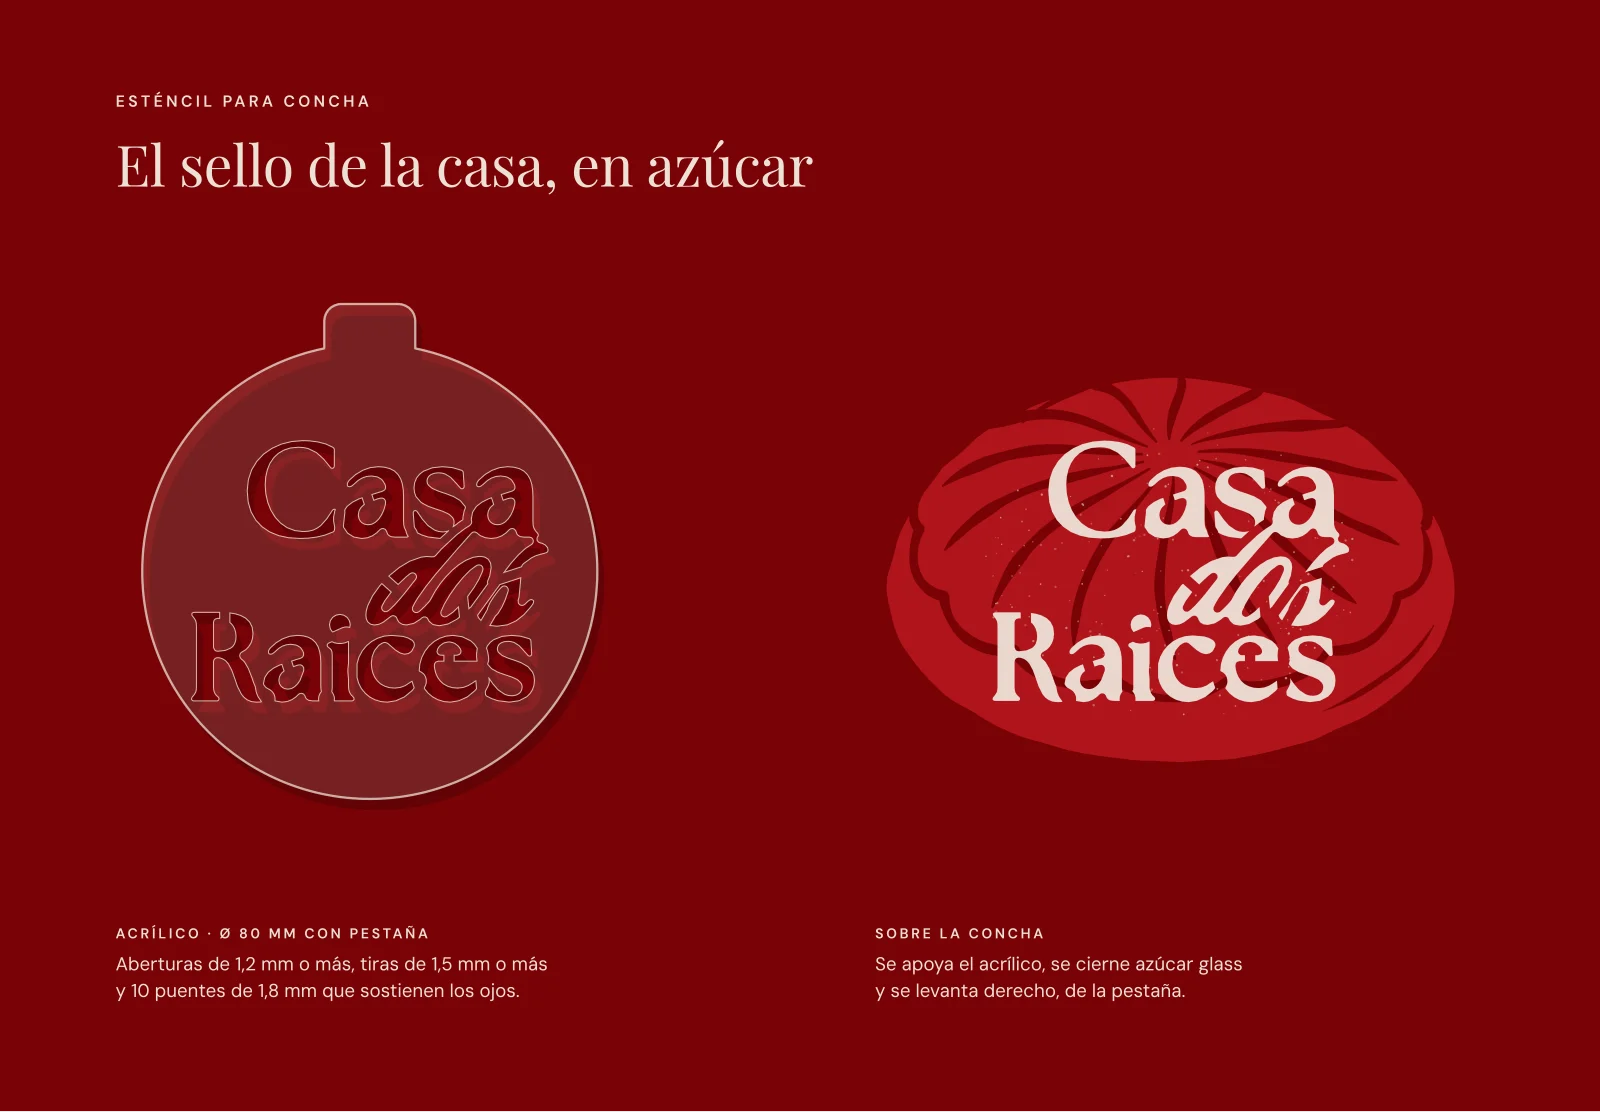 ESTÉNCIL PARA CONCHA
El sello de la casa, en azúcar
Casa
dos
Raices
Casa
dos
Raices
ACRÍLICO · Ø 80 MM CON PESTAÑA
Aberturas de 1,2 mm o más, tiras de 1,5 mm o más
y 10 puentes de 1,8 mm que sostienen los ojos.
SOBRE LA CONCHA
Se apoya el acrílico, se cierne azúcar glass
y se levanta derecho, de la pestaña.